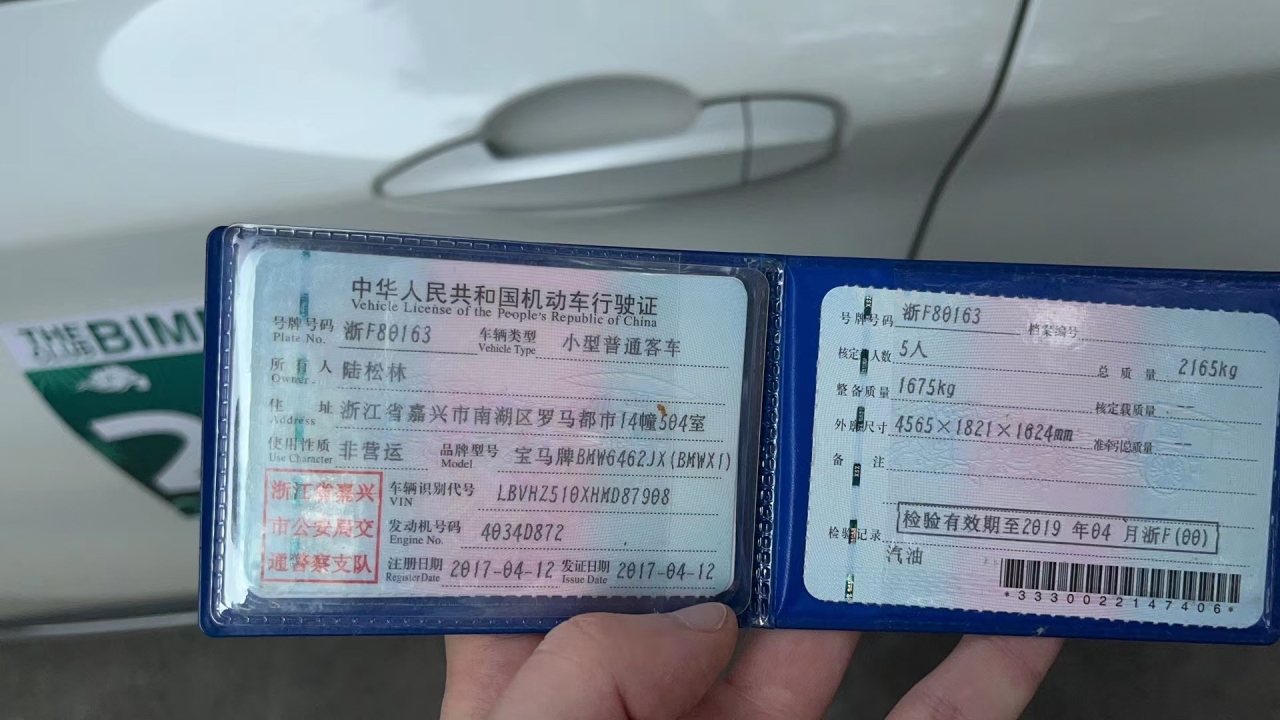 THE BIM
CLUB
2
中华人民共和国机动车行驶证
Vehicle License of the People's Republic of China
号牌号码 浙F80163 车辆类型 小型普通客车
Plate No. Vehicle Type
所有人 陆松林
Owner
住址 浙江省嘉兴市南湖区罗马都市14幢504室
Address
使用性质 非营运 品牌型号 宝马牌BMW6462JX(BMWX1)
Use Character Model
浙江省嘉兴
市公安局交
通警察支队
车辆识别代号 LBVHZ510XHMD87908
VIN
发动机号码 4034D872
Engine No.
注册日期 2017-04-12 发证日期 2017-04-12
Register Date Issue Date
号牌号码 浙F80163 档案编号
核定人数 5人 总质量 2165kg
整备质量 1675kg 核定载质量 --
外廓尺寸 4565×1821×1624mm 准牵引总质量 --
备注
检验记录 检验有效期至2019 年04 月浙F(00)
汽油
*3330022147406*